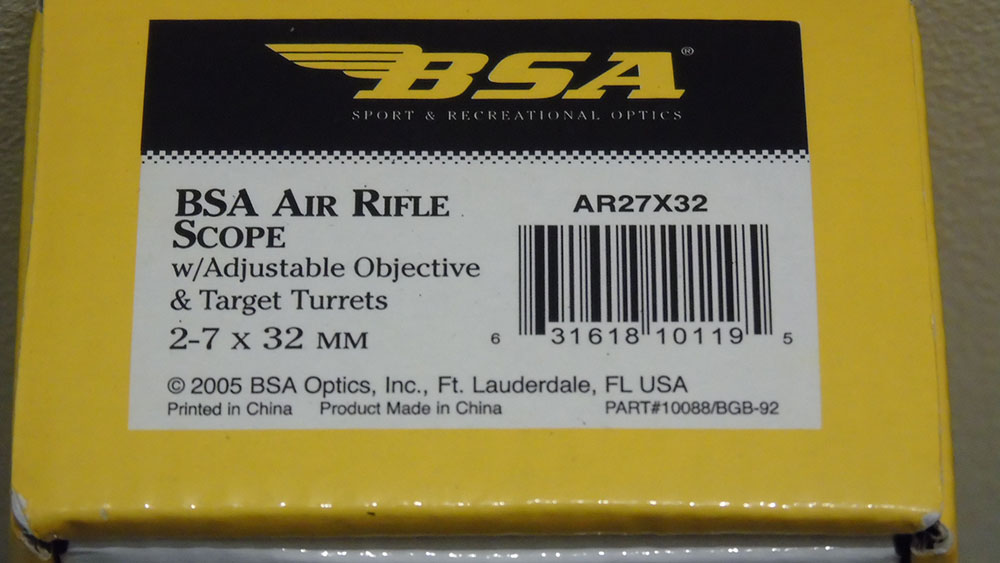 BSA®
SPORT & RECREATIONAL OPTICS
BSA AIR RIFLE
SCOPE
w/Adjustable Objective
& Target Turrets
2-7 x 32 MM
AR27X32
6 31618 10119 5
© 2005 BSA Optics, Inc., Ft. Lauderdale, FL USA
Printed in China Product Made in China PART#10088/BGB-92